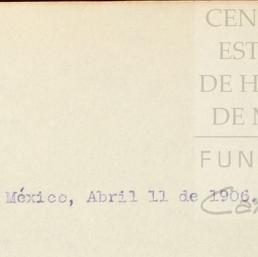 CEN
EST
DE H
DE M
FUN
México, Abril 11 de 1906.